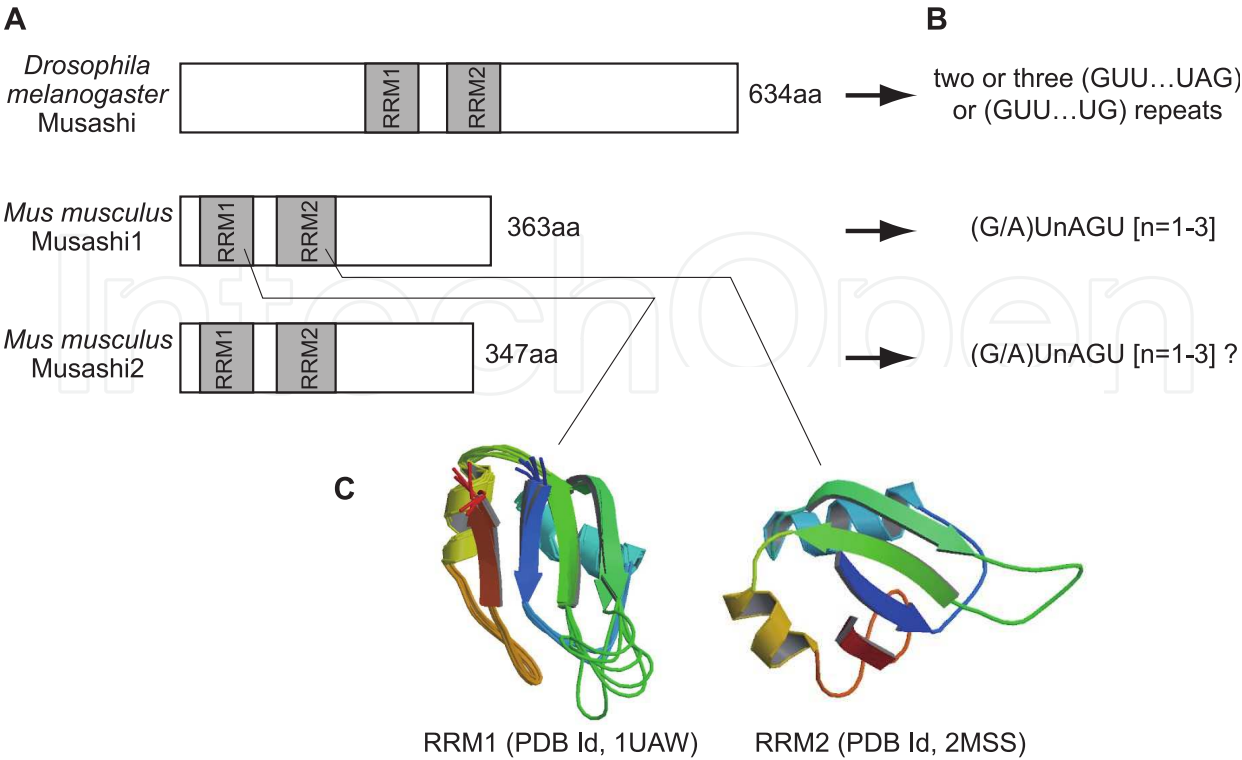 A
B
Drosophila
melanogaster
Musashi
RRM1
RRM2
634aa
two or three (GUU...UAG)
or (GUU...UG) repeats
Mus musculus
Musashi1
RRM1
RRM2
363aa
(G/A)UnAGU [n=1-3]
IntechOpen
Mus musculus
Musashi2
RRM1
RRM2
347aa
(G/A)UnAGU [n=1-3] ?
C
RRM1 (PDB Id, 1UAW)
RRM2 (PDB Id, 2MSS)